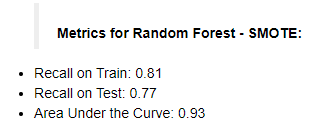 Metrics for Random Forest - SMOTE:
Recall on Train: 0.81
Recall on Test: 0.77
Area Under the Curve: 0.93